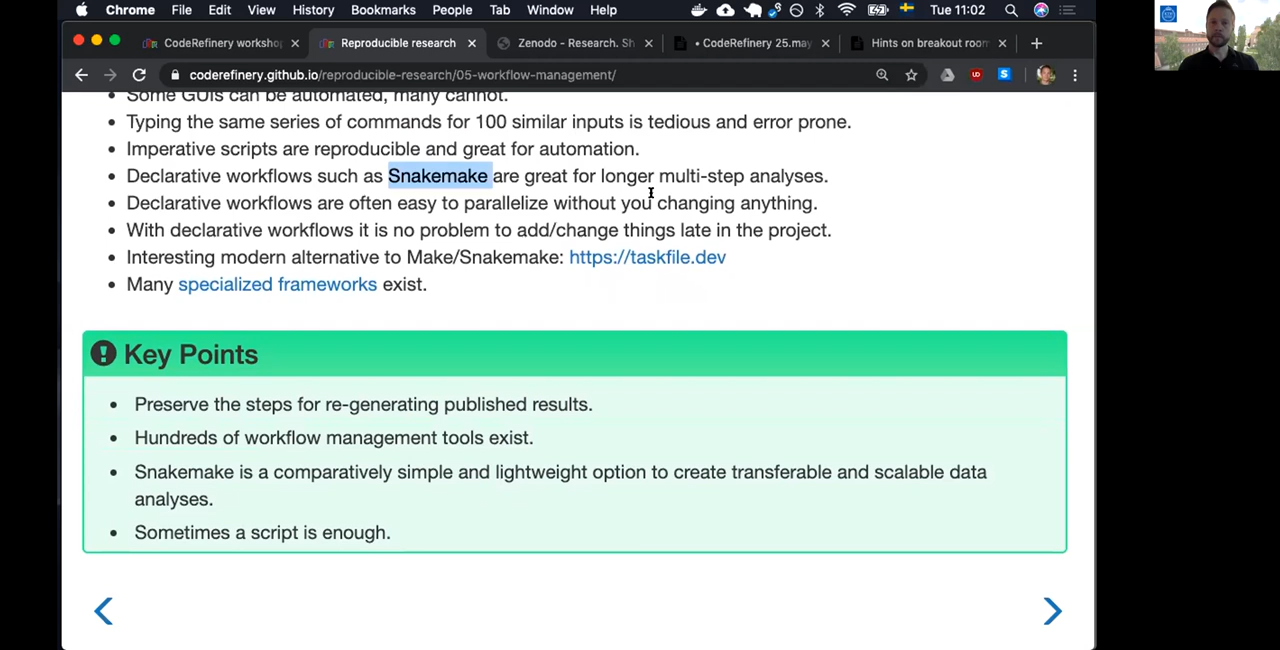 Chrome File Edit View History Bookmarks People Tab Window Help Tue 11:02
CodeRefinery workshop Reproducible research Zenodo - Research. Sh • CodeRefinery 25.may Hints on breakout room
coderefinery.github.io/reproducible-research/05-workflow-management/
• Some GUIs can be automated, many cannot.
• Typing the same series of commands for 100 similar inputs is tedious and error prone.
• Imperative scripts are reproducible and great for automation.
• Declarative workflows such as Snakemake are great for longer multi-step analyses.
• Declarative workflows are often easy to parallelize without you changing anything.
• With declarative workflows it is no problem to add/change things late in the project.
• Interesting modern alternative to Make/Snakemake: https://taskfile.dev
• Many specialized frameworks exist.
Key Points
• Preserve the steps for re-generating published results.
• Hundreds of workflow management tools exist.
• Snakemake is a comparatively simple and lightweight option to create transferable and scalable data
analyses.
• Sometimes a script is enough.